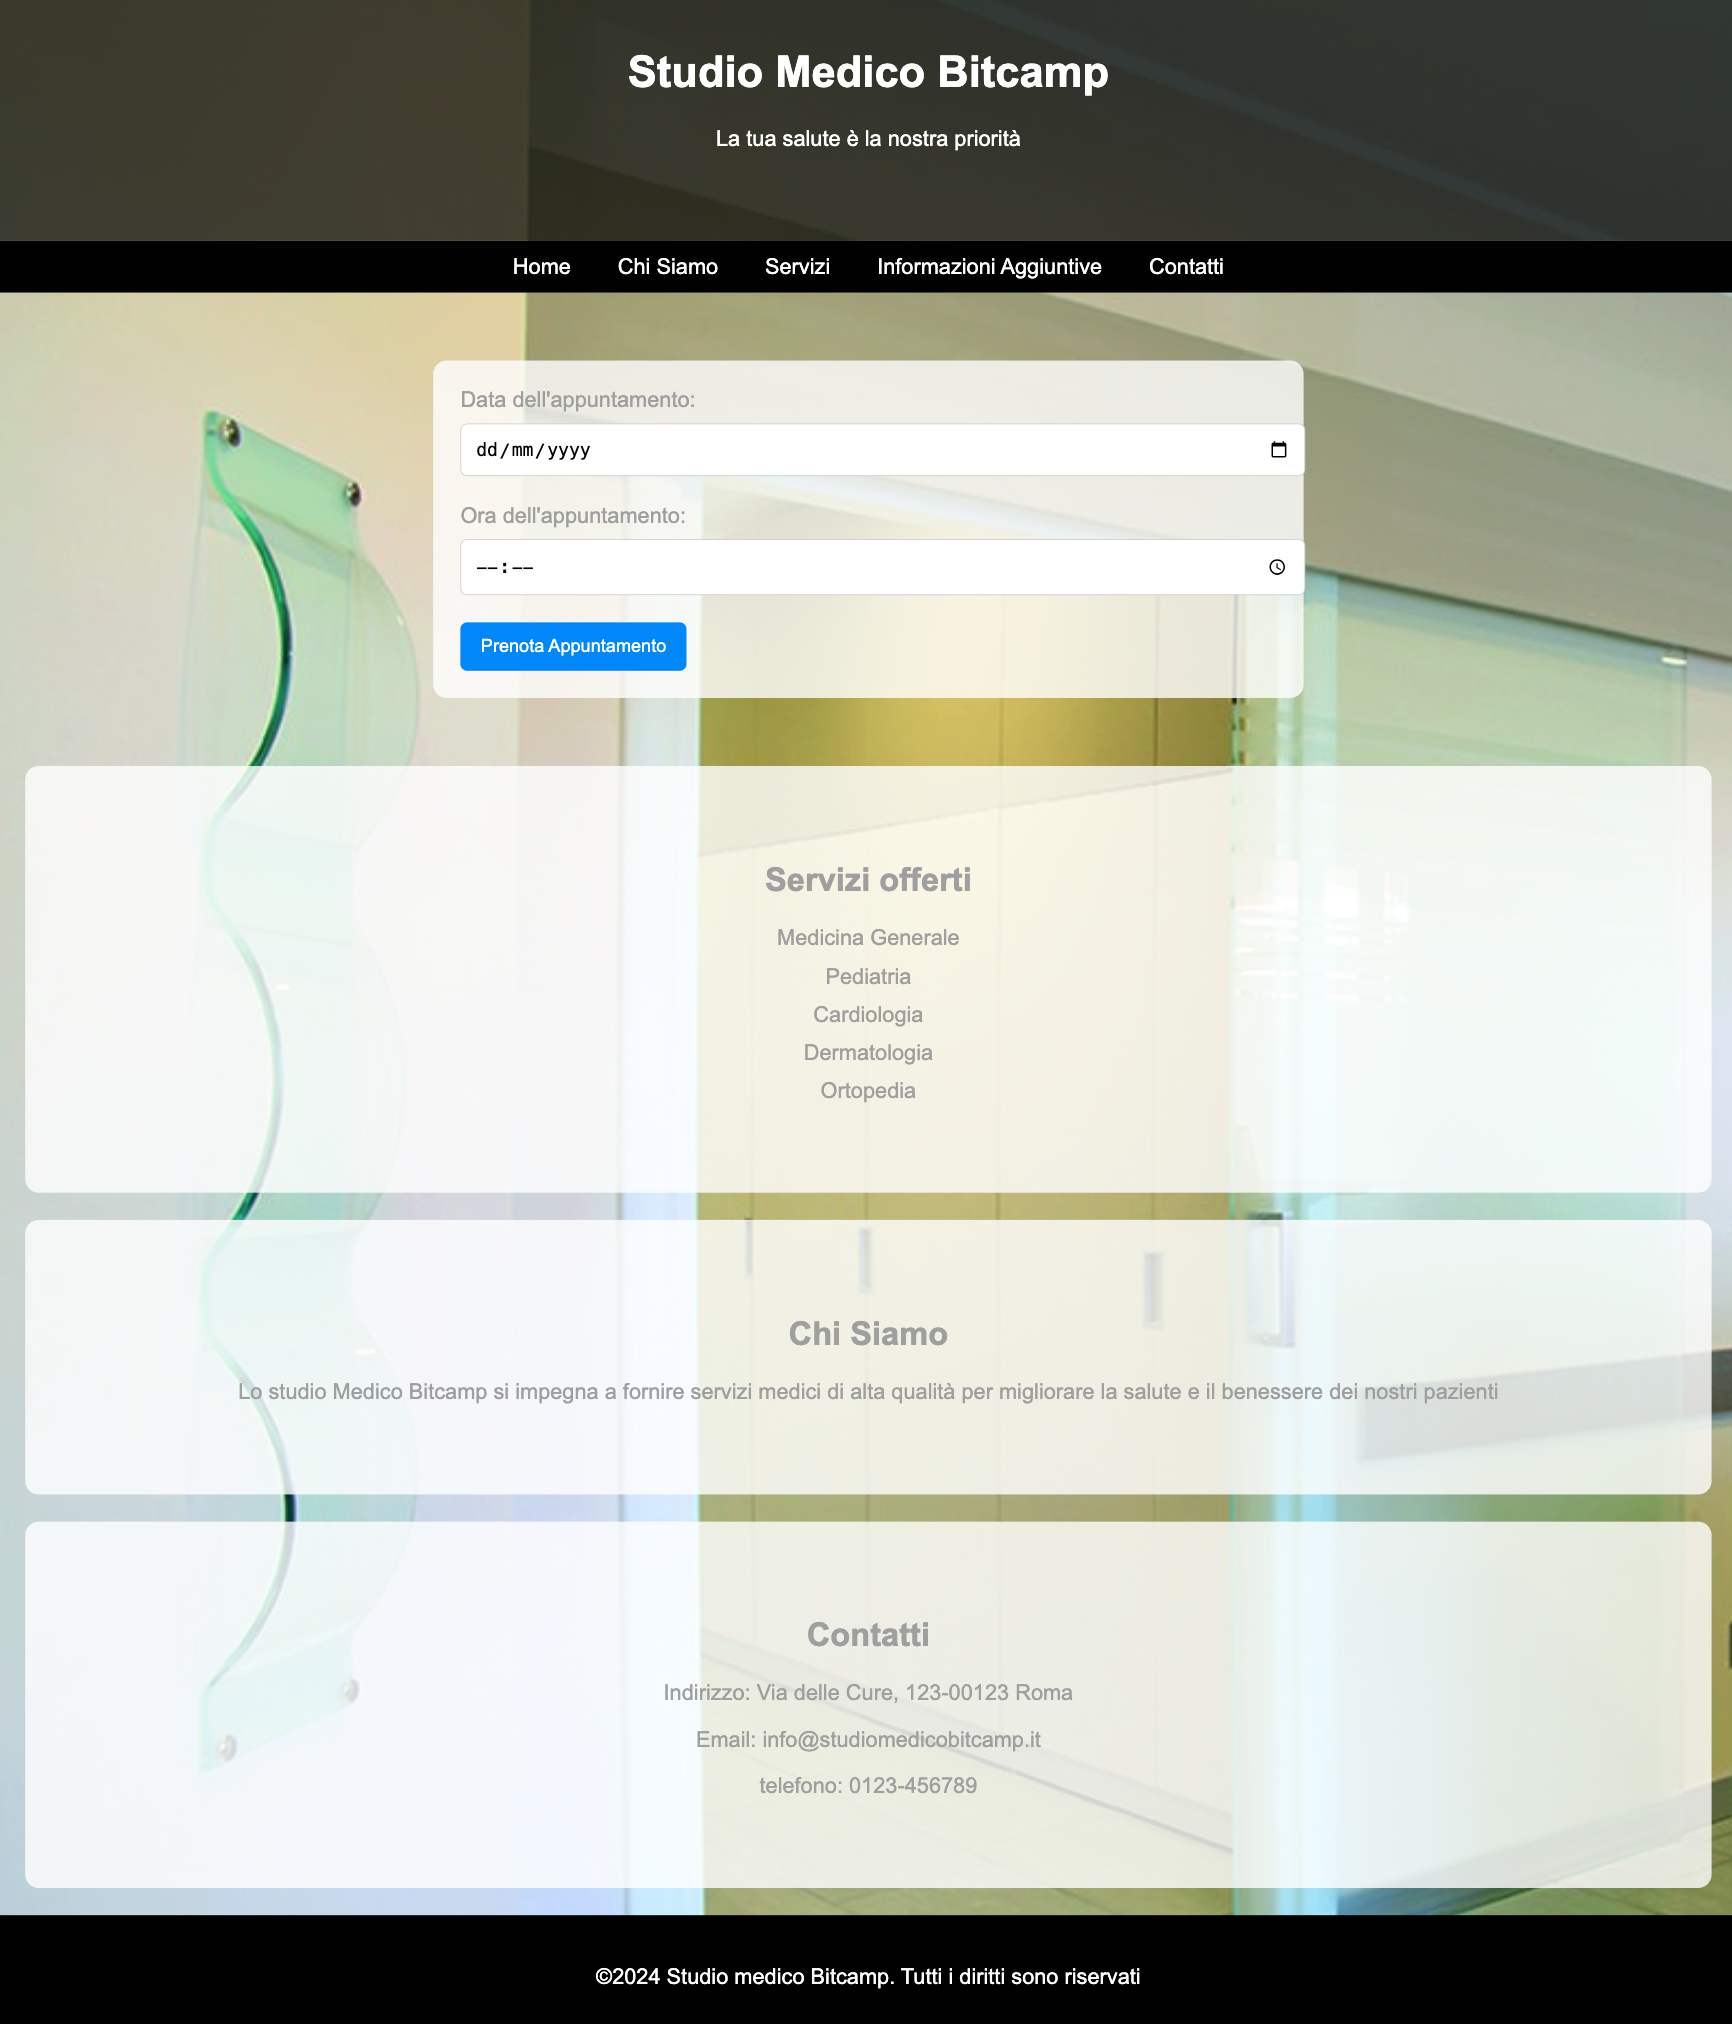 Studio Medico Bitcamp
La tua salute è la nostra priorità
Home Chi Siamo Servizi Informazioni Aggiuntive Contatti
Data dell'appuntamento:
dd/mm/yyyy
Ora dell'appuntamento:
--:--
Prenota Appuntamento
Servizi offerti
Medicina Generale
Pediatria
Cardiologia
Dermatologia
Ortopedia
Chi Siamo
Lo studio Medico Bitcamp si impegna a fornire servizi medici di alta qualità per migliorare la salute e il benessere dei nostri pazienti
Contatti
Indirizzo: Via delle Cure, 123-00123 Roma
Email: info@studiomedicobitcamp.it
telefono: 0123-456789
©2024 Studio medico Bitcamp. Tutti i diritti sono riservati